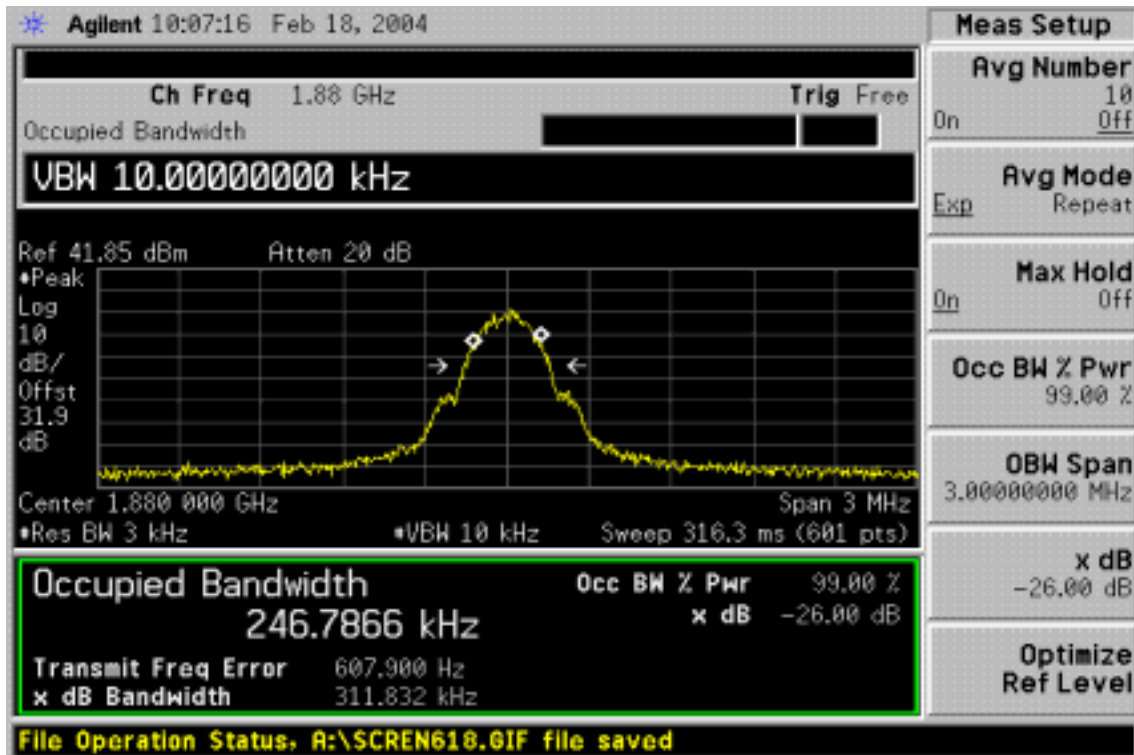 Agilent 10:07:16 Feb 18, 2004
Meas Setup
Ch Freq 1.88 GHz Trig Free
Occupied Bandwidth
VBW 10.00000000 kHz
Ref 41.85 dBm Atten 20 dB
Peak
Log
10
dB/
Offst
31.9
dB
Center 1.880 000 GHz Span 3 MHz
Res BW 3 kHz VBW 10 kHz Sweep 316.3 ms (601 pts)
Occupied Bandwidth
246.7866 kHz
Occ BW % Pwr 99.00 %
x dB -26.00 dB
Transmit Freq Error 607.900 Hz
x dB Bandwidth 311.832 kHz
File Operation Status, A:\SCREN618.GIF file saved
Avg Number
10
On Off
Avg Mode
Exp Repeat
Max Hold
On Off
Occ BW % Pwr
99.00 %
OBW Span
3.00000000 MHz
x dB
-26.00 dB
Optimize
Ref Level